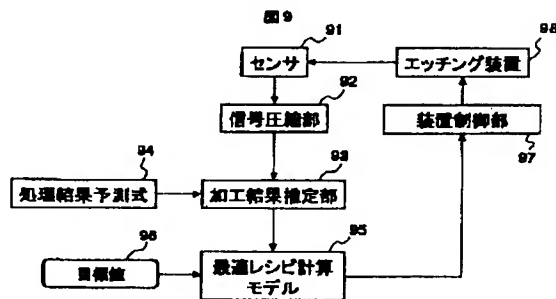 図9
91
センサ
98
エッチング装置
92
信号圧縮部
装置制御部
97
94
処理結果予測式
93
加工結果推定部
96
目標値
95
最適レシピ計算
モデル